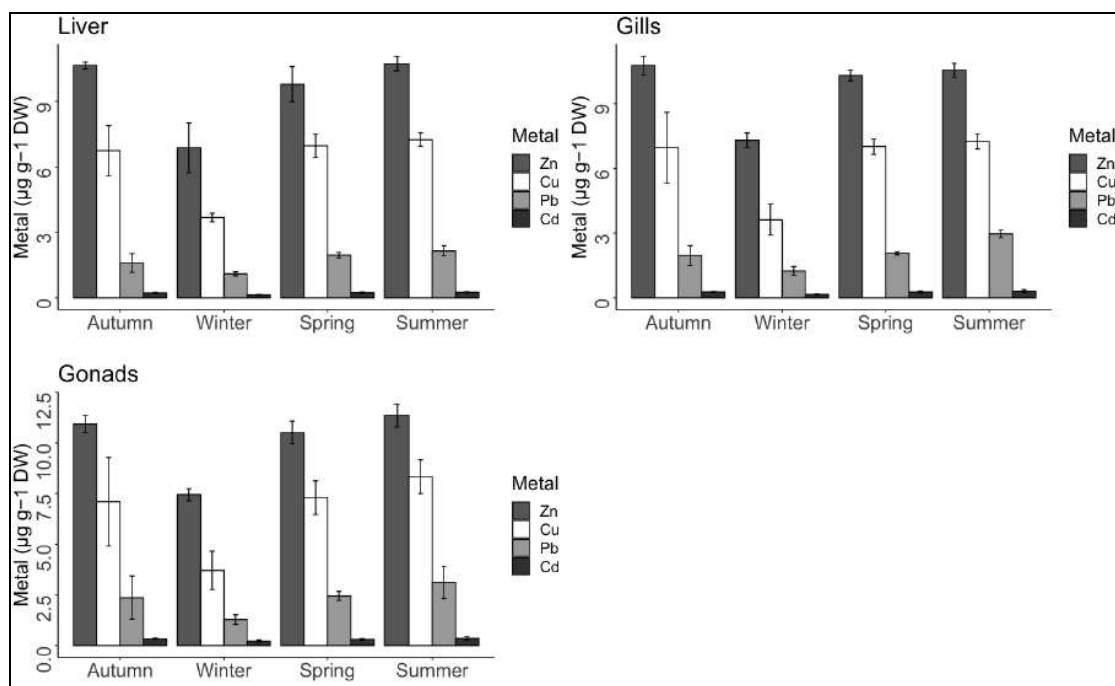 Liver
Metal (µg g−1 DW)
9
6
3
0
Autumn Winter Spring Summer
Metal
Zn
Cu
Pb
Cd
Gills
Metal (µg g−1 DW)
9
6
3
0
Autumn Winter Spring Summer
Metal
Zn
Cu
Pb
Cd
Gonads
Metal (µg g−1 DW)
12.5
10.0
7.5
5.0
2.5
0.0
Autumn Winter Spring Summer
Metal
Zn
Cu
Pb
Cd